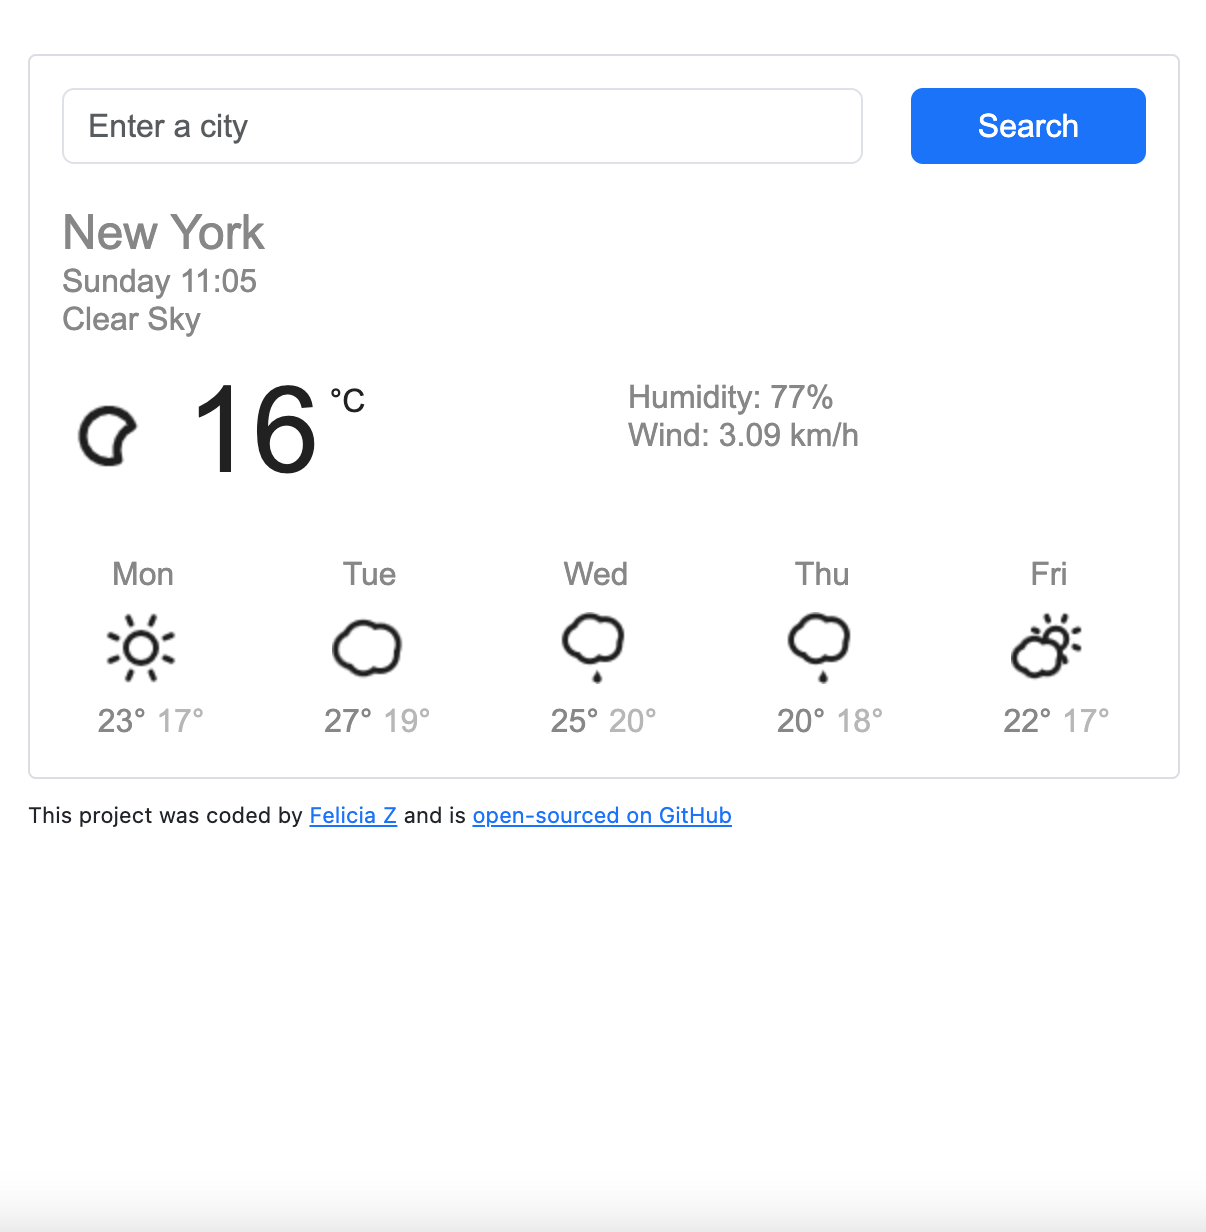 Enter a city
Search
New York
Sunday 11:05
Clear Sky
16 °C
Humidity: 77%
Wind: 3.09 km/h
Mon Tue Wed Thu Fri
23° 17° 27° 19° 25° 20° 20° 18° 22° 17°
This project was coded by Felicia Z and is open-sourced on GitHub